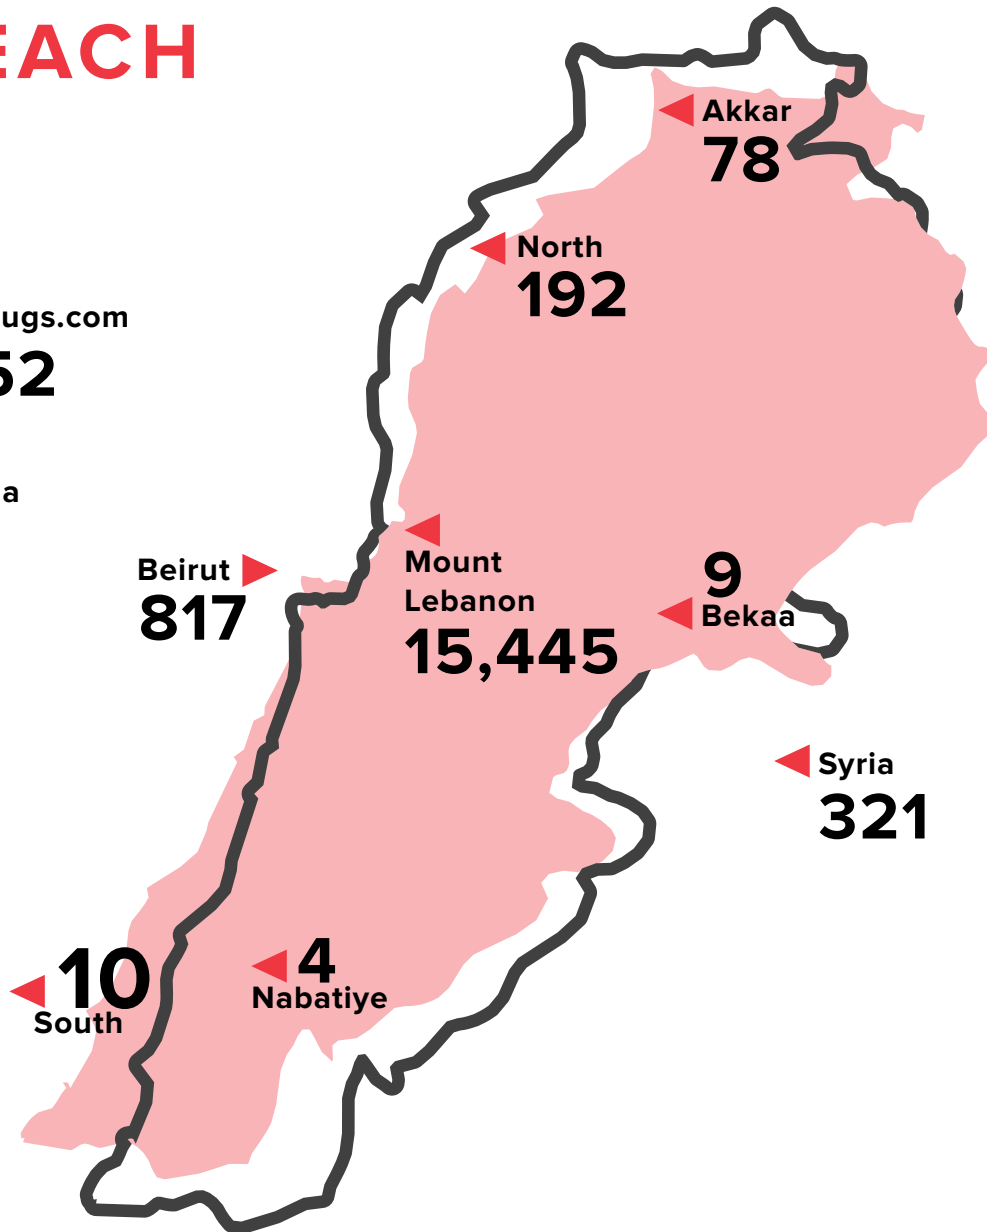 EACH
Akkar
78
North
192
ugs.com
52
a
Beirut
817
Mount
Lebanon
15,445
9
Bekaa
Syria
321
10
South
4
Nabatiye